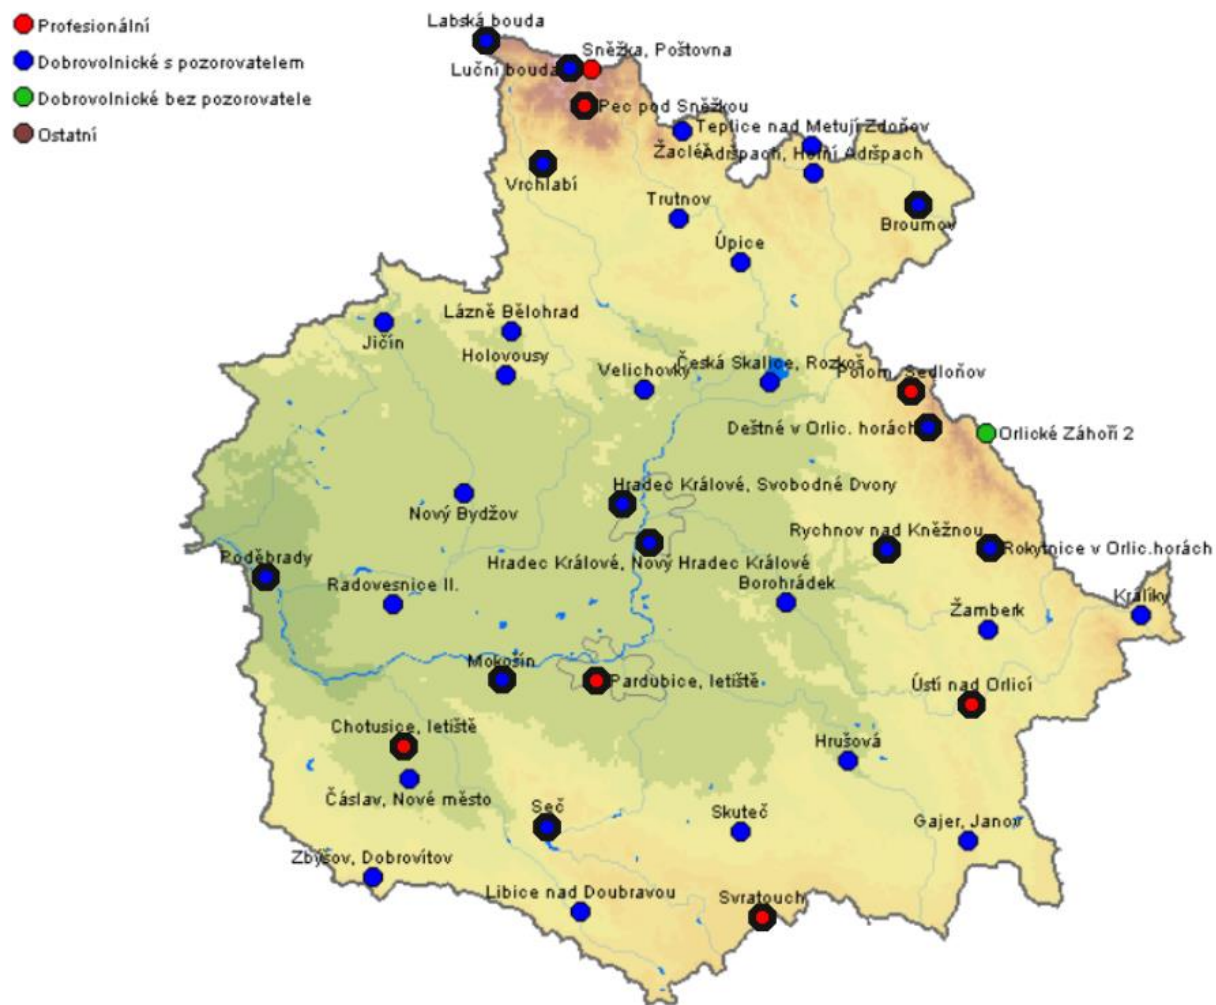 Profesionální
Dobrovolnické s pozorovatelem
Dobrovolnické bez pozorovatele
Ostatní
Labská bouda
Sněžka, Poštovna
Luční bouda
Pec pod Sněžkou
Teplice nad Metují Zdoňov
Žacléř
Adršpach, Horní Adršpach
Vrchlabí
Trutnov
Broumov
Úpice
Lázně Bělohrad
Jičín
Holovousy
Velichovky
Česká Skalice, Rozkoš
Polom, Sedloňov
Deštné v Orlic. horách
Orlické Záhoří 2
Hradec Králové, Svobodné Dvory
Nový Bydžov
Rychnov nad Kněžnou
Rokytnice v Orlic.horách
Poděbrady
Hradec Králové, Nový Hradec Králové
Radovesnice II.
Borohrádek
Králíky
Žamberk
Mokošín
Pardubice, letiště
Ústí nad Orlicí
Chotusice, letiště
Hrušová
Čáslav, Nové město
Seč
Skuteč
Gajer, Janov
Zbýšov, Dobrovítov
Libice nad Doubravou
Svratouch